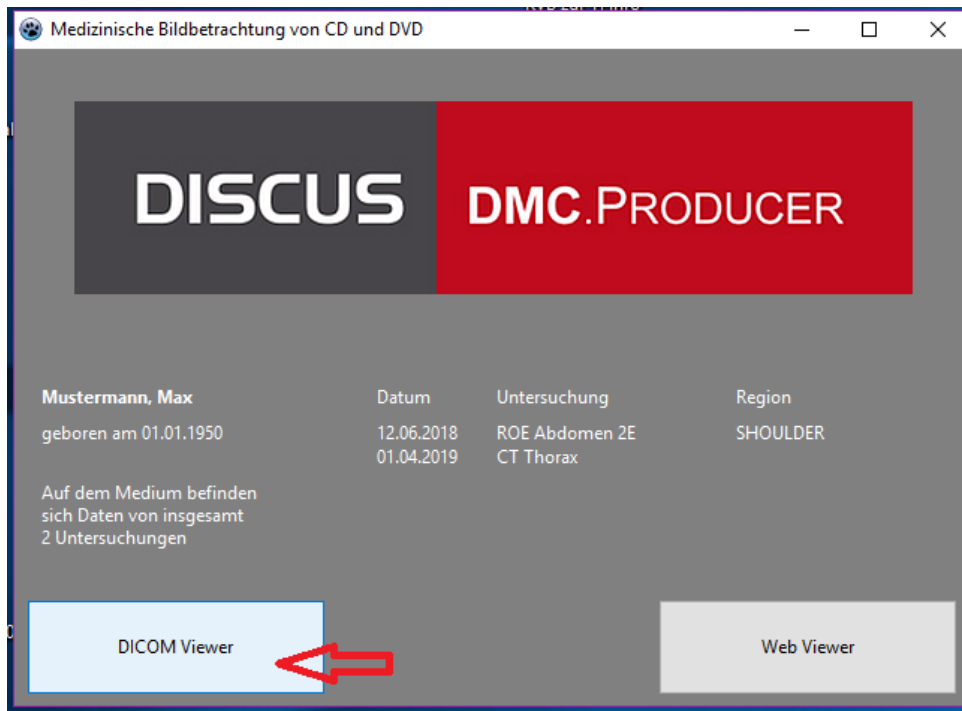 Medizinische Bildbetrachtung von CD und DVD
DISCUS DMC.PRODUCER
Mustermann, Max Datum Untersuchung Region
geboren am 01.01.1950 12.06.2018 ROE Abdomen 2E SHOULDER
01.04.2019 CT Thorax
Auf dem Medium befinden
sich Daten von insgesamt
2 Untersuchungen
DICOM Viewer Web Viewer